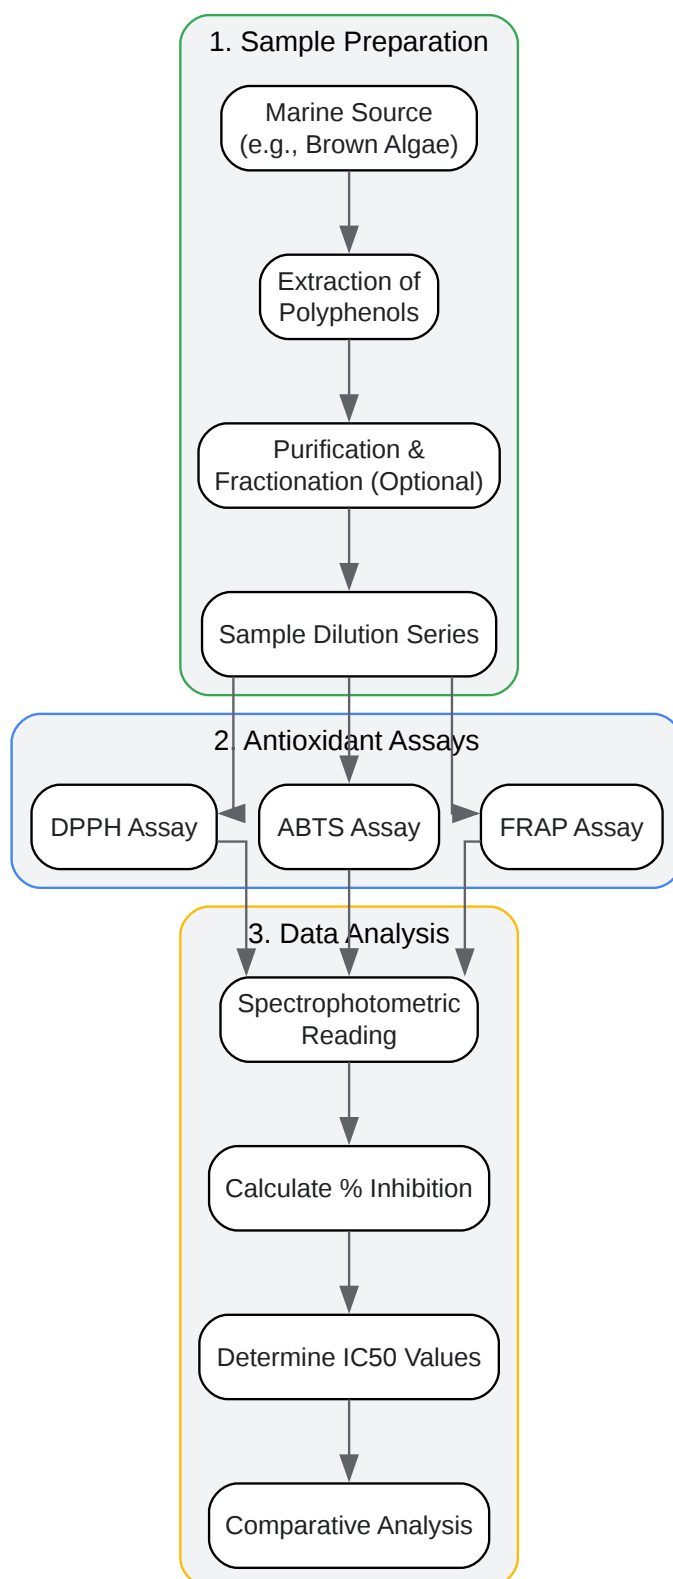 1. Sample Preparation
Marine Source
(e.g., Brown Algae)
Extraction of
Polyphenols
Purification &
Fractionation (Optional)
Sample Dilution Series
2. Antioxidant Assays
DPPH Assay
ABTS Assay
FRAP Assay
3. Data Analysis
Spectrophotometric
Reading
Calculate % Inhibition
Determine IC50 Values
Comparative Analysis